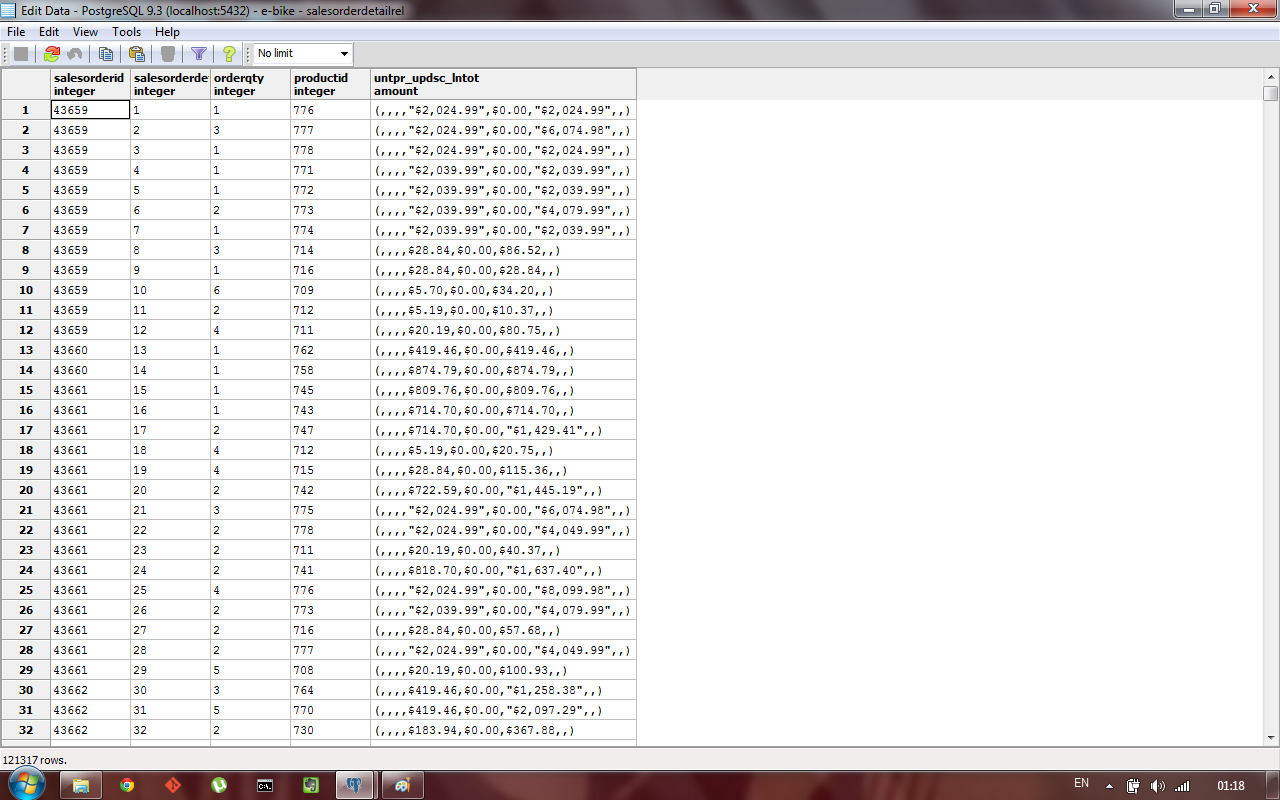 Edit Data - PostgreSQL 9.3 (localhost:5432) - e-bike - salesorderdetailrel
File Edit View Tools Help
No limit
salesorderid salesorderde orderqty productid untpr_updsc_lntot
integer integer integer integer amount
1 43659 1 1 776 (,,,,"$2,024.99",$0.00,"$2,024.99",,)
2 43659 2 3 777 (,,,,"$2,024.99",$0.00,"$6,074.98",,)
3 43659 3 1 778 (,,,,"$2,024.99",$0.00,"$2,024.99",,)
4 43659 4 1 771 (,,,,"$2,039.99",$0.00,"$2,039.99",,)
5 43659 5 1 772 (,,,,"$2,039.99",$0.00,"$2,039.99",,)
6 43659 6 2 773 (,,,,"$2,039.99",$0.00,"$4,079.99",,)
7 43659 7 1 774 (,,,,"$2,039.99",$0.00,"$2,039.99",,)
8 43659 8 3 714 (,,,,$28.84,$0.00,$86.52,,)
9 43659 9 1 716 (,,,,$28.84,$0.00,$28.84,,)
10 43659 10 6 709 (,,,,$5.70,$0.00,$34.20,,)
11 43659 11 2 712 (,,,,$5.19,$0.00,$10.37,,)
12 43659 12 4 711 (,,,,$20.19,$0.00,$80.75,,)
13 43660 13 1 762 (,,,,$419.46,$0.00,$419.46,,)
14 43660 14 1 758 (,,,,$874.79,$0.00,$874.79,,)
15 43661 15 1 745 (,,,,$809.76,$0.00,$809.76,,)
16 43661 16 1 743 (,,,,$714.70,$0.00,$714.70,,)
17 43661 17 2 747 (,,,,$714.70,$0.00,"$1,429.41",,)
18 43661 18 4 712 (,,,,$5.19,$0.00,$20.75,,)
19 43661 19 4 715 (,,,,$28.84,$0.00,$115.36,,)
20 43661 20 2 742 (,,,,$722.59,$0.00,"$1,445.19",,)
21 43661 21 3 775 (,,,,"$2,024.99",$0.00,"$6,074.98",,)
22 43661 22 2 778 (,,,,"$2,024.99",$0.00,"$4,049.99",,)
23 43661 23 2 711 (,,,,$20.19,$0.00,$40.37,,)
24 43661 24 2 741 (,,,,$818.70,$0.00,"$1,637.40",,)
25 43661 25 4 776 (,,,,"$2,024.99",$0.00,"$8,099.98",,)
26 43661 26 2 773 (,,,,"$2,039.99",$0.00,"$4,079.99",,)
27 43661 27 2 716 (,,,,$28.84,$0.00,$57.68,,)
28 43661 28 2 777 (,,,,"$2,024.99",$0.00,"$4,049.99",,)
29 43661 29 5 708 (,,,,$20.19,$0.00,$100.93,,)
30 43662 30 3 764 (,,,,$419.46,$0.00,"$1,258.38",,)
31 43662 31 5 770 (,,,,$419.46,$0.00,"$2,097.29",,)
32 43662 32 2 730 (,,,,$183.94,$0.00,$367.88,,)
121317 rows.
C:\.
EN 01:18